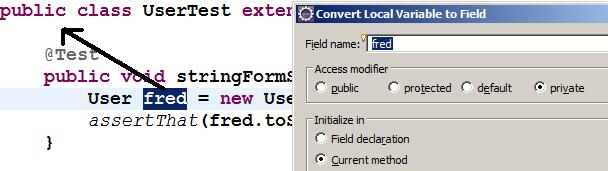 public class UserTest exten
@Test
public void stringFormS
User fred = new Use
assertThat(fred.toS
}
Convert Local Variable to Field
Field name: fred
Access modifier
public protected default private
Initialize in
Field declaration
Current method